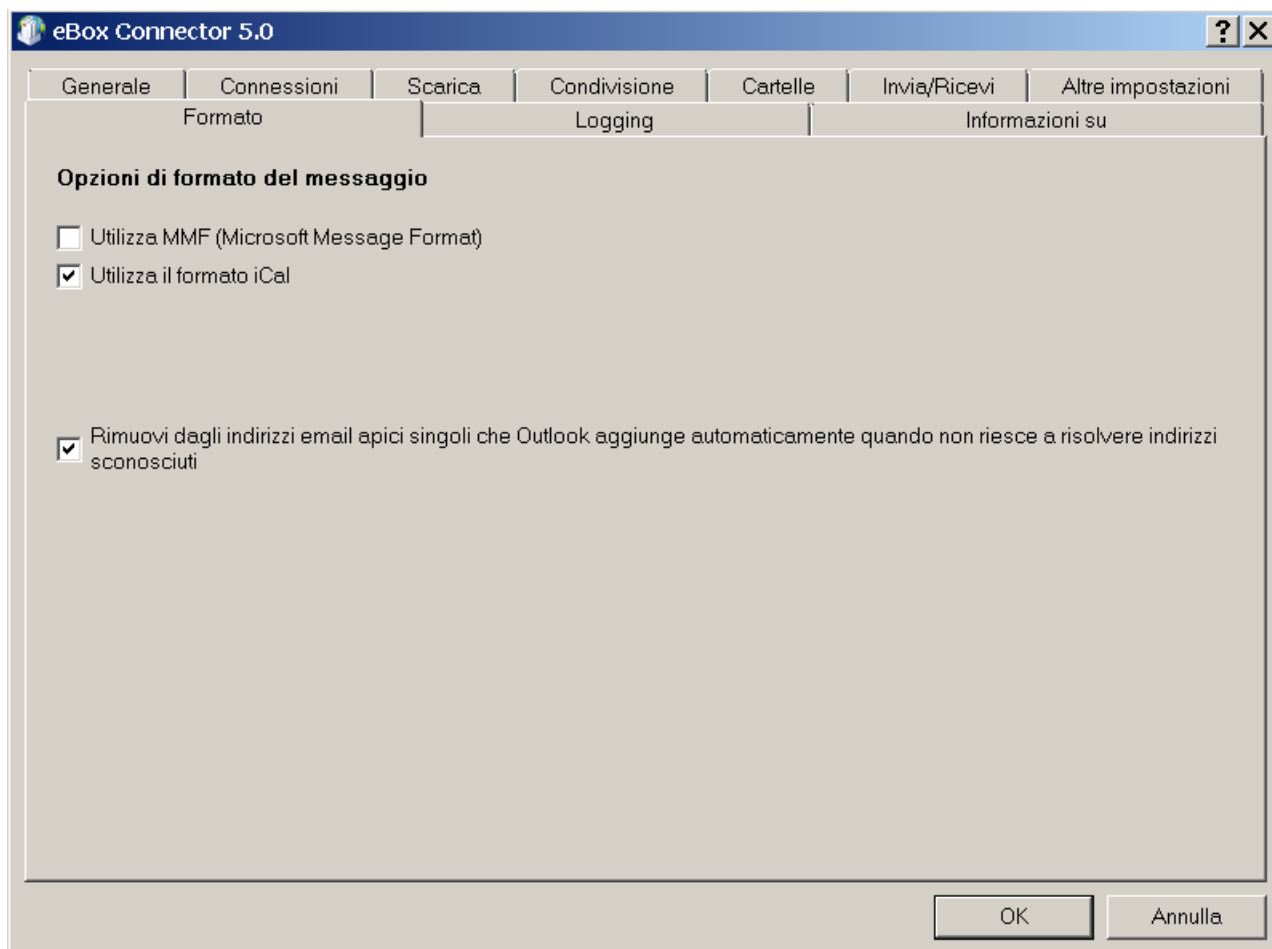 eBox Connector 5.0
Generale Connessioni Scarica Condivisione Cartelle Invia/Ricevi Altre impostazioni
Formato Logging Informazioni su
Opzioni di formato del messaggio
Utilizza MMF (Microsoft Message Format)
Utilizza il formato iCal
Rimuovi dagli indirizzi email apici singoli che Outlook aggiunge automaticamente quando non riesce a risolvere indirizzi
sconosciuti
OK Annulla